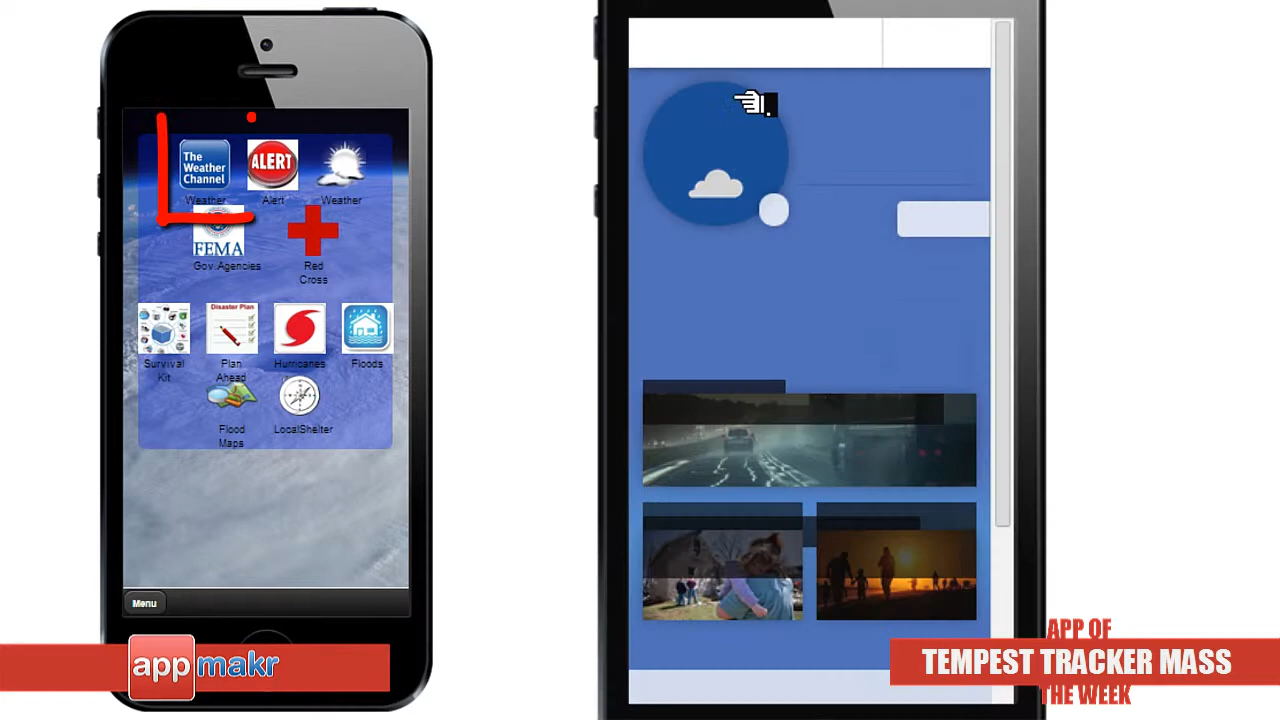 The
Weather
Channel
ALERT
Weather
Alert
Weather
FEMA
Gov Agencies
Red
Cross
Disaster Plan
Survival
Kit
Plan
Ahead
Hurricanes
Floods
Flood
Maps
LocalShelter
Menu
appmakr
APP OF
TEMPEST TRACKER MASS
THE WEEK